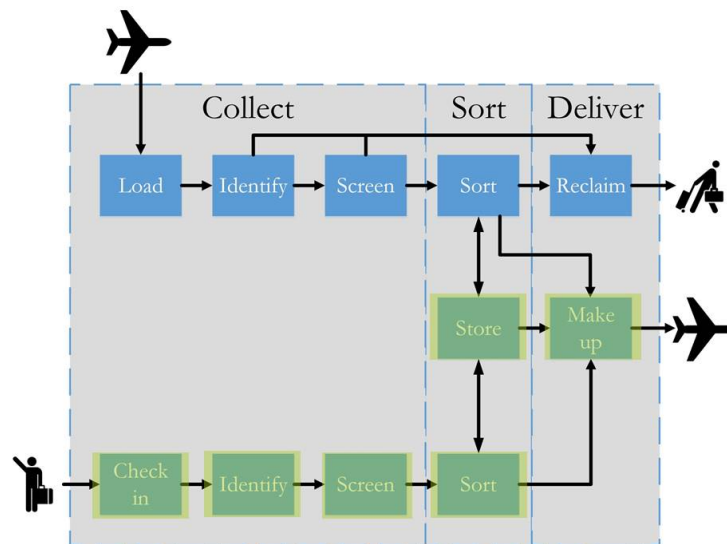 Collect
Sort
Deliver
Load
Identify
Screen
Sort
Reclaim
Store
Make
up
Check
in
Identify
Screen
Sort